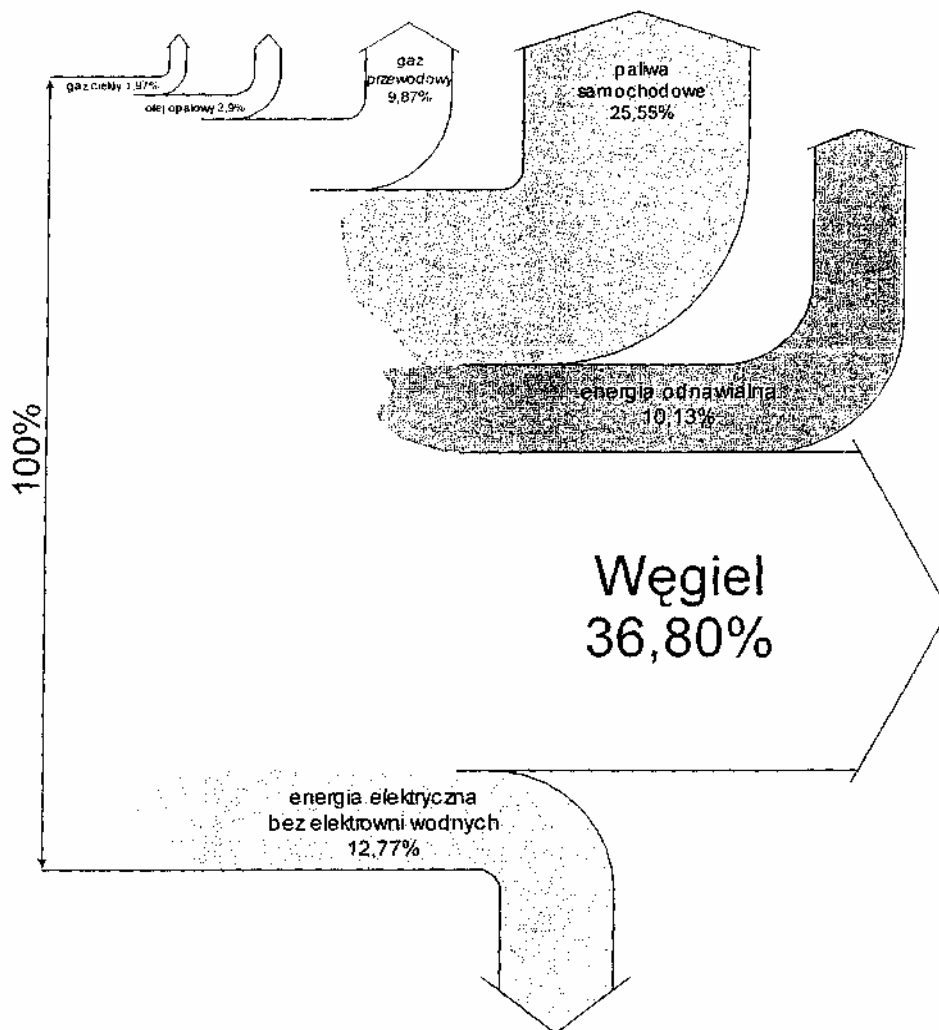 gaz ciekły 1,97%
olej opałowy 2,9%
gaz
przewodowy
9,87%
paliwa
samochodowe
25,55%
energia odnawialna
10,13%
100%
Węgiel
36,80%
energia elektryczna
bez elektrowni wodnych
12,77%